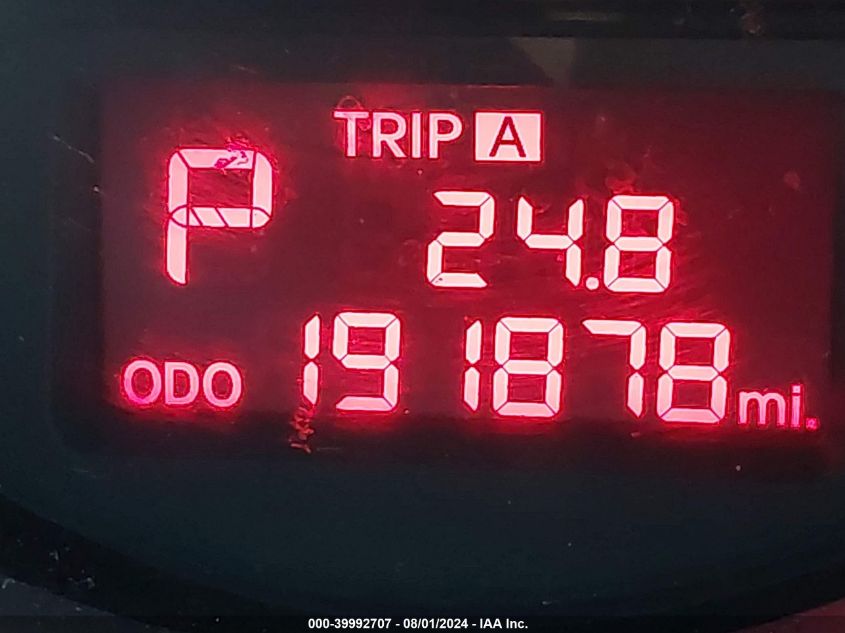 TRIP A
P
24.8
ODO 191878 mi.
000-39992707 - 08/01/2024 - IAA Inc.